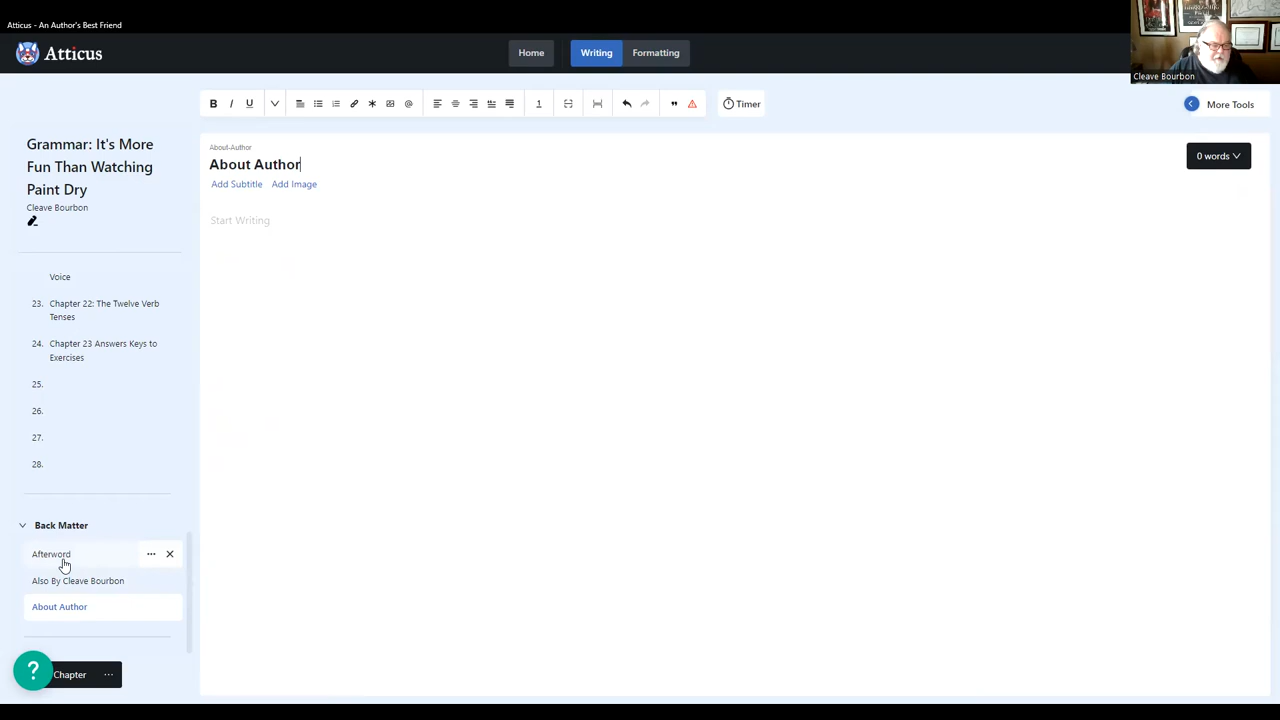 Atticus - An Author's Best Friend
Atticus
Home
Writing
Formatting
Cleave Bourbon
B I U
1
Timer
More Tools
Grammar: It's More
Fun Than Watching
Paint Dry
Cleave Bourbon
About-Author
About Author
Add Subtitle Add Image
0 words
Start Writing
Voice
23. Chapter 22: The Twelve Verb
Tenses
24. Chapter 23 Answers Keys to
Exercises
25.
26.
27.
28.
Back Matter
Afterword
Also By Cleave Bourbon
About Author
? Chapter